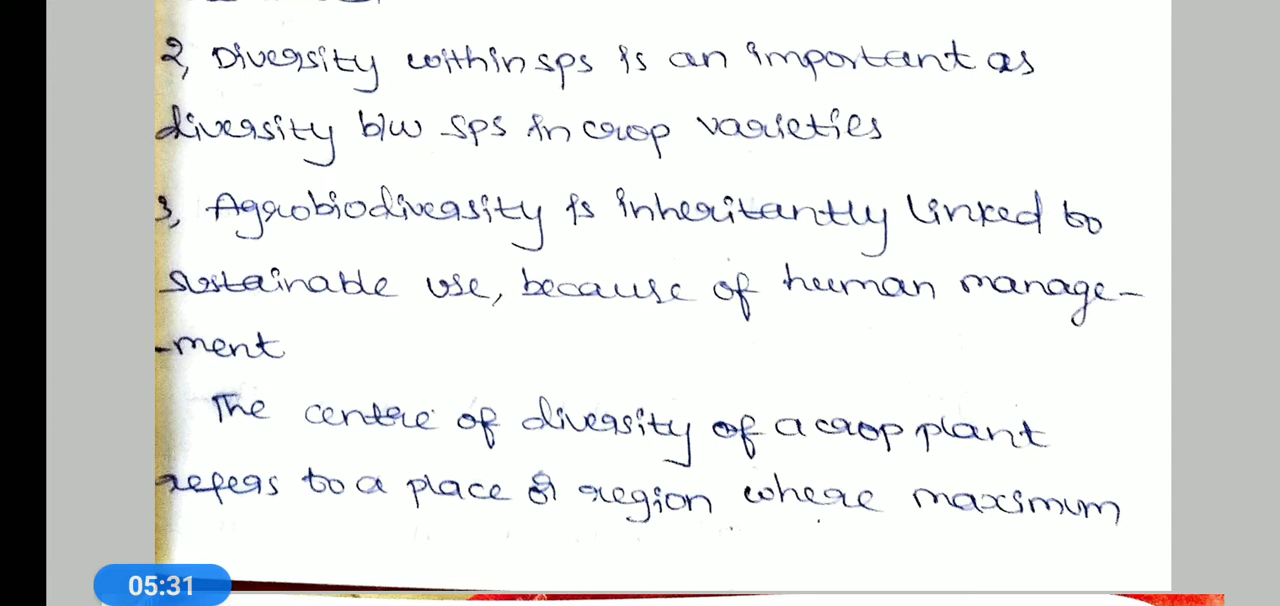 2, Diversity within sps is an important as
diversity b/w sps in crop varieties
3, Agrobiodiversity is inheritantly linked to
sustainable use, because of human manage-
-ment
The centre of diversity of a crop plant
refers to a place or region where maximum
05:31